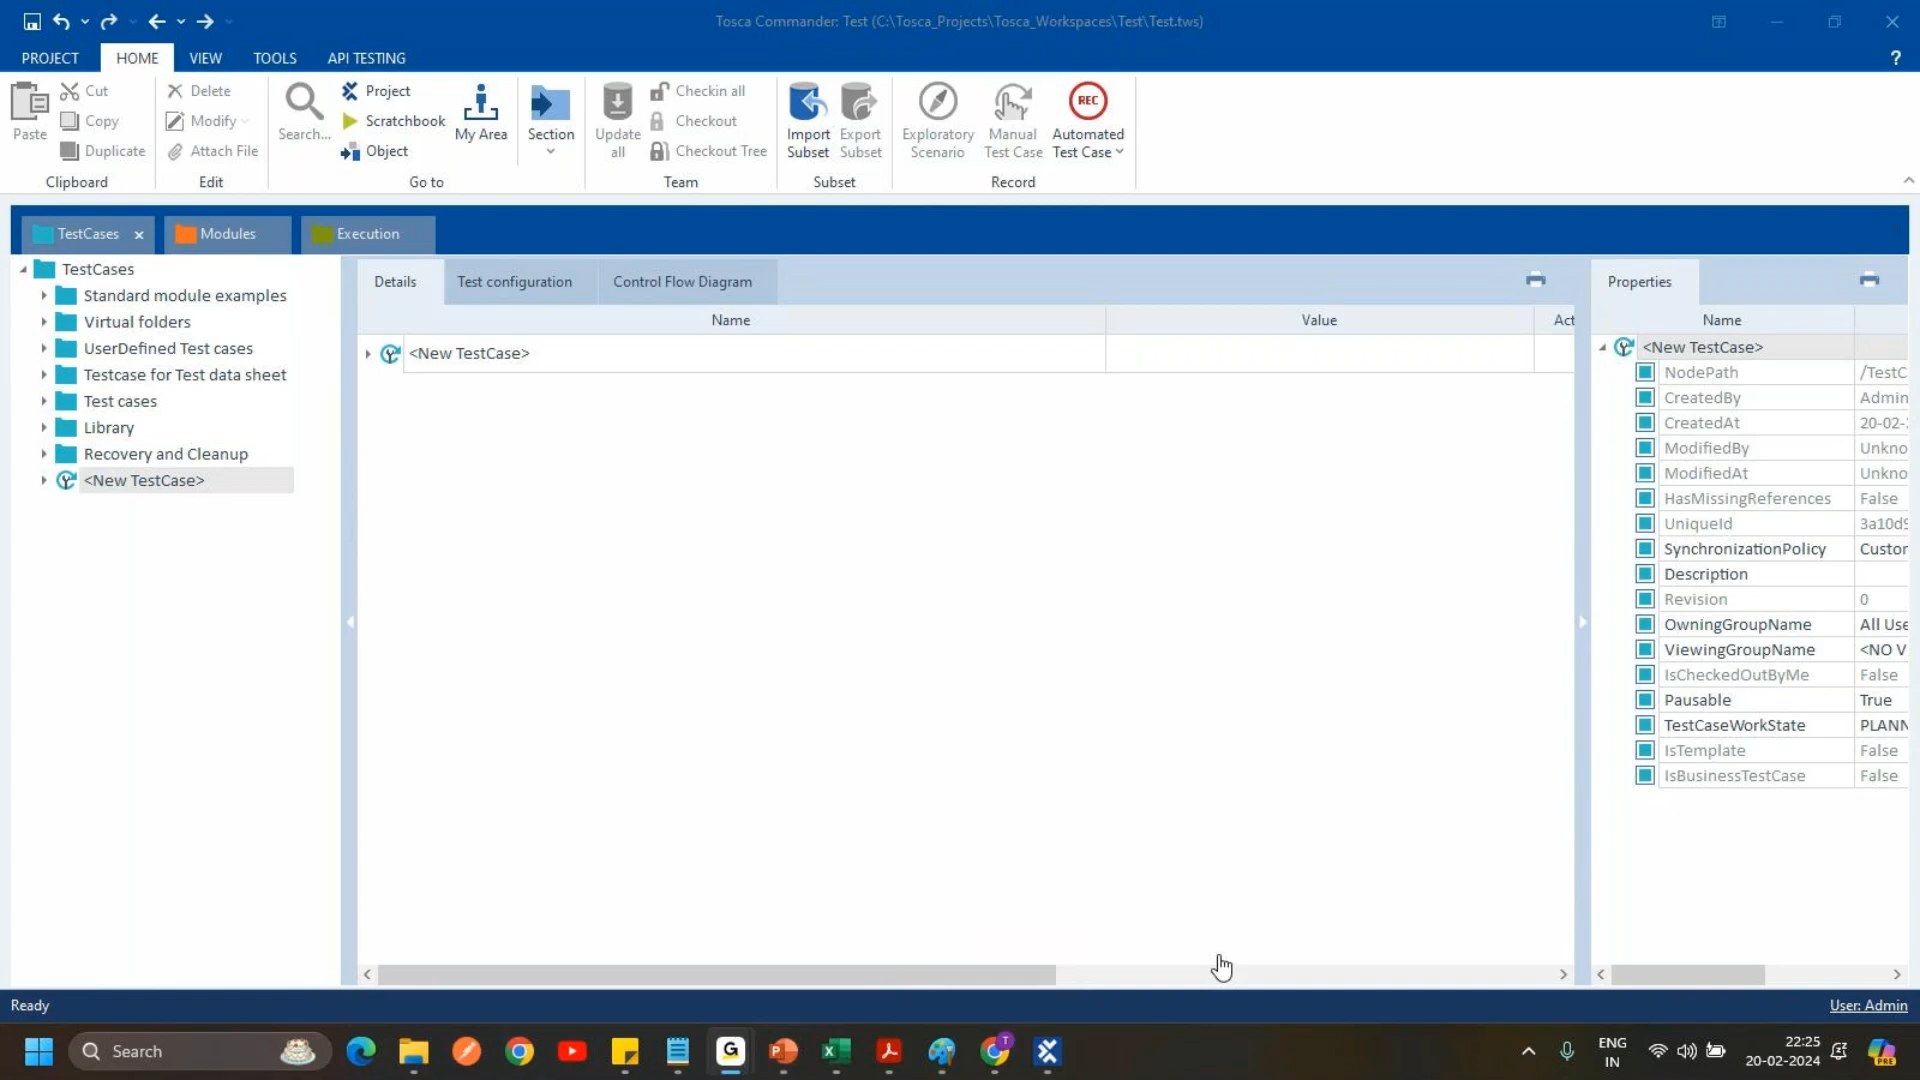 Tosca Commander: Test (C:\Tosca_Projects\Tosca_Workspaces\Test\Test.tws)
PROJECT HOME VIEW TOOLS API TESTING ?
Paste Cut Copy Duplicate
Clipboard
Delete Modify Attach File
Edit
Search... Project Scratchbook Object My Area Section
Go to
Update all Checkin all Checkout Checkout Tree
Team
Import Subset Export Subset
Subset
Exploratory Scenario Manual Test Case REC Automated Test Case
Record
TestCases × Modules Execution
TestCases
Standard module examples
Virtual folders
UserDefined Test cases
Testcase for Test data sheet
Test cases
Library
Recovery and Cleanup
<New TestCase>
Details Test configuration Control Flow Diagram
Name Value Act
<New TestCase>
Properties
Name
<New TestCase>
NodePath /TestC
CreatedBy Admin
CreatedAt 20-02-
ModifiedBy Unkno
ModifiedAt Unkno
HasMissingReferences False
UniqueId 3a10d9
SynchronizationPolicy Custor
Description
Revision 0
OwningGroupName All Use
ViewingGroupName <NO V
IsCheckedOutByMe False
Pausable True
TestCaseWorkState PLANN
IsTemplate False
IsBusinessTestCase False
Ready User: Admin
Search
G
T
ENG
IN
22:25
20-02-2024
PRE